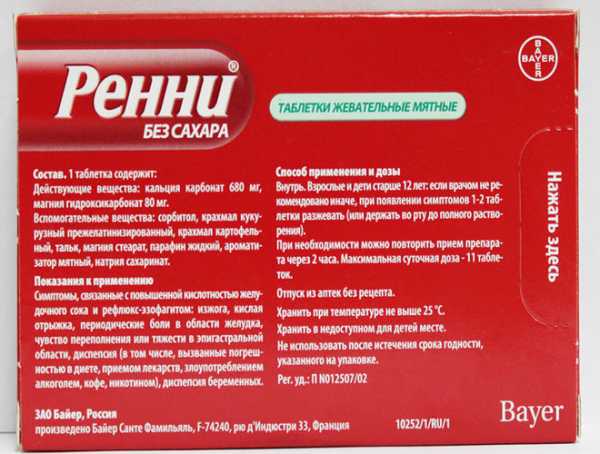 Ренни®
БЕЗ САХАРА
ТАБЛЕТКИ ЖЕВАТЕЛЬНЫЕ МЯТНЫЕ
BAYER
BAYER
Нажать здесь
Состав. 1 таблетка содержит:
Действующие вещества: кальция карбонат 680 мг,
магния гидроксикарбонат 80 мг.
Вспомогательные вещества: сорбитол, крахмал куку-
рузный прежелатинизированный, крахмал картофель-
ный, тальк, магния стеарат, парафин жидкий, аромати-
затор мятный, натрия сахаринат.
Показания к применению
Симптомы, связанные с повышенной кислотностью желу-
дочного сока и рефлюкс-эзофагитом: изжога, кислая
отрыжка, периодические боли в области желудка,
чувство переполнения или тяжести в эпигастральной
области, диспепсия (в том числе, вызванные погреш-
ностью в диете, приемом лекарств, злоупотреблением
алкоголем, кофе, никотином), диспепсия беременных.
Способ применения и дозы
Внутрь. Взрослые и дети старше 12 лет: если врачом не ре-
комендовано иначе, при появлении симптомов 1-2 таб-
летки разжевать (или держать во рту до полного раство-
рения).
При необходимости можно повторить прием препара-
та через 2 часа. Максимальная суточная доза - 11 табле-
ток.
Отпуск из аптек без рецепта.
Хранить при температуре не выше 25 °С.
Хранить в недоступном для детей месте.
Не использовать после истечения срока годности,
указанного на упаковке.
Рег. уд.: П N012507/02
ЗАО Байер, Россия
произведено Байер Санте Фамильяль, F-74240, рю д'Индюстри 33, Франция
10252/1/RU/1
Bayer